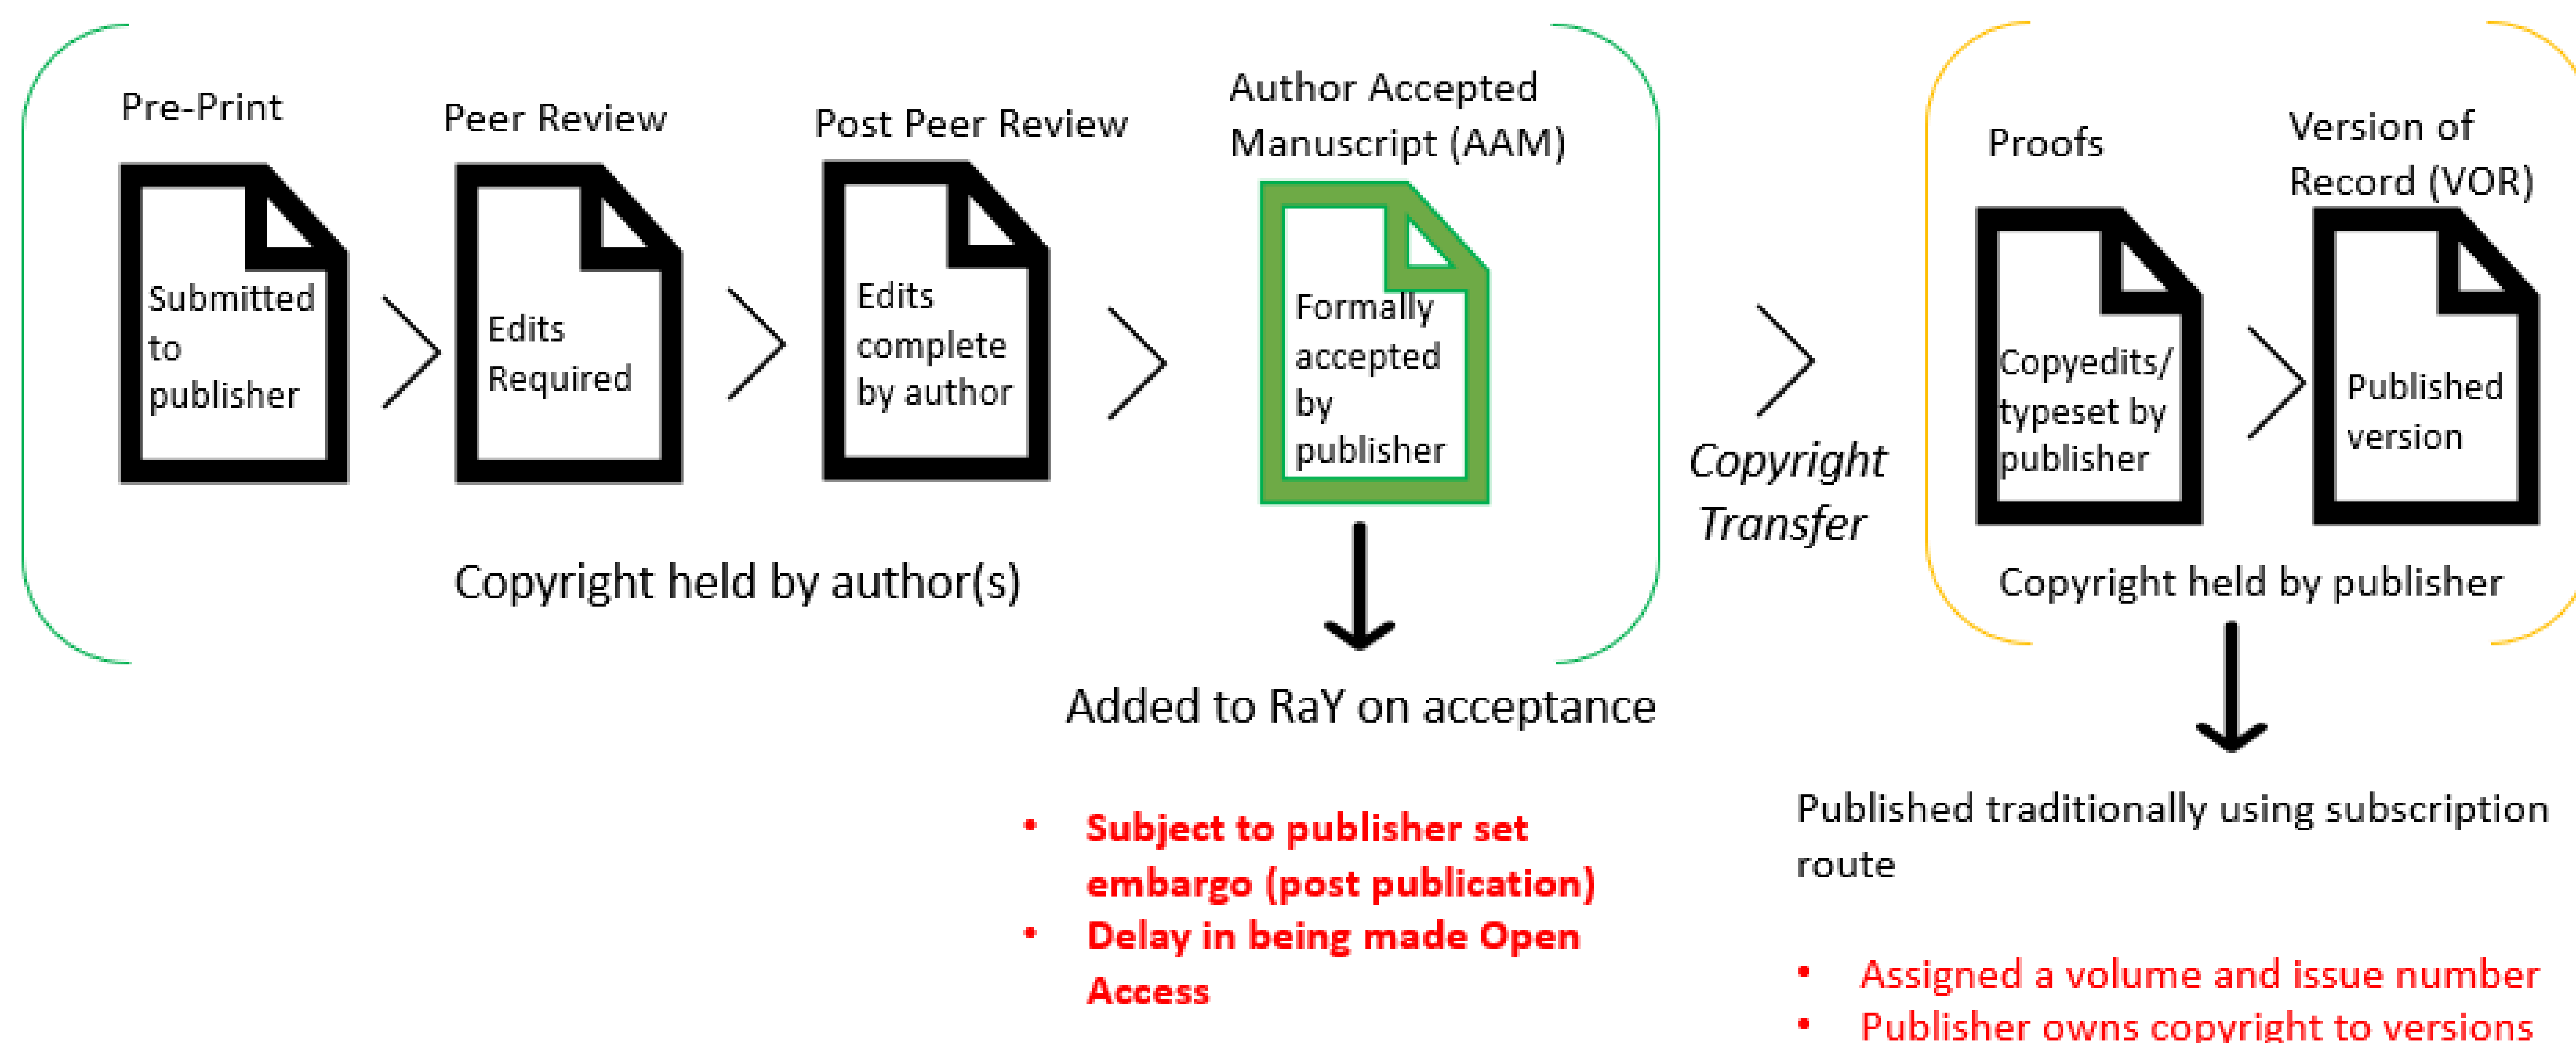 Pre-Print
Submitted
to
publisher
Peer Review
Edits
Required
Post Peer Review
Edits
complete
by author
Author Accepted
Manuscript (AAM)
Formally
accepted
by
publisher
Copyright held by author(s)
Added to RaY on acceptance
• Subject to publisher set
embargo (post publication)
• Delay in being made Open
Access
Copyright
Transfer
Proofs
Copyedits/
typeset by
publisher
Version of
Record (VOR)
Published
version
Copyright held by publisher
Published traditionally using subscription
route
• Assigned a volume and issue number
• Publisher owns copyright to versions